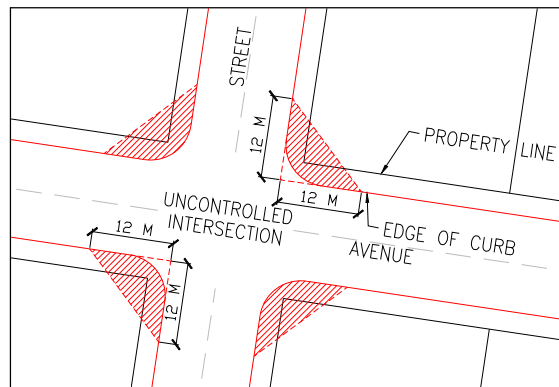 STREET
12 M
PROPERTY LINE
12 M
UNCONTROLLED
INTERSECTION
EDGE OF CURB
AVENUE
12 M
12 M